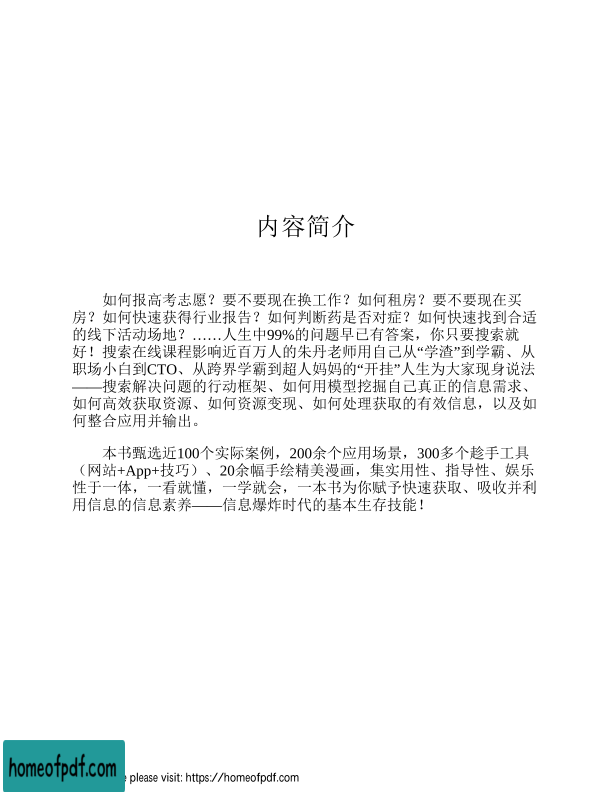 内容简介
如何报高考志愿？要不要现在换工作？如何租房？要不要现在买
房？如何快速获得行业报告？如何判断药是否对症？如何快速找到合适
的线下活动场地？……人生中99%的问题早已有答案，你只要搜索就
好！搜索在线课程影响近百万人的朱丹老师用自己从“学渣”到学霸、从
职场小白到CTO、从跨界学霸到超人妈妈的“开挂”人生为大家现身说法
——搜索解决问题的行动框架、如何用模型挖掘自己真正的信息需求、
如何高效获取资源、如何资源变现、如何处理获取的有效信息，以及如
何整合应用并输出。
本书甄选近100个实际案例，200余个应用场景，300多个趁手工具
（网站+App+技巧）、20余幅手绘精美漫画，集实用性、指导性、娱乐
性于一体，一看就懂，一学就会，一本书为你赋予快速获取、吸收并利
用信息的信息素养——信息爆炸时代的基本生存技能！
homeofpdf.com
please visit: https://homeofpdf.com